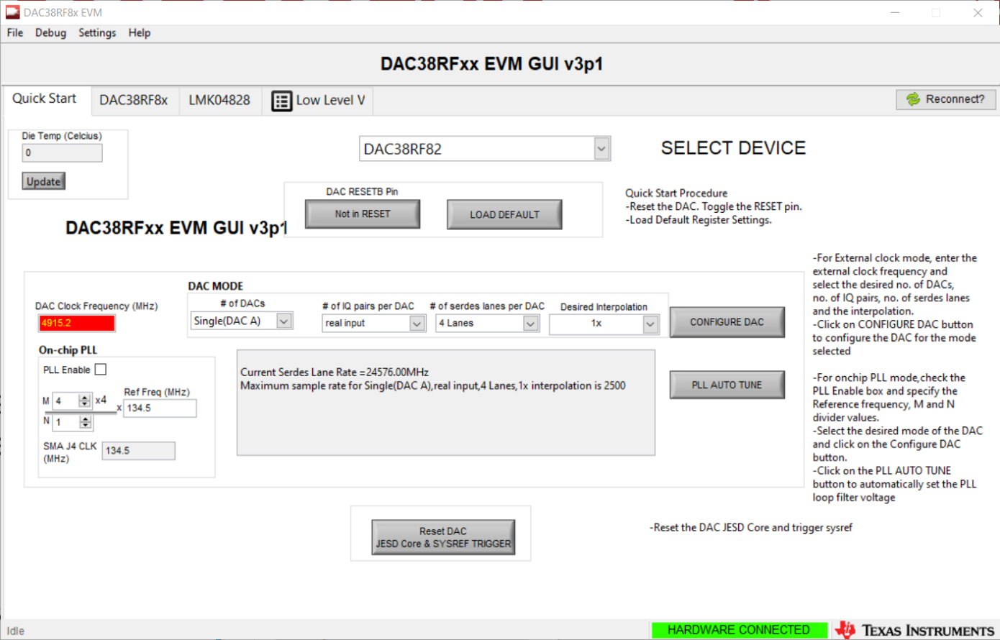 DAC38RF8x EVM
File Debug Settings Help
DAC38RFxx EVM GUI v3p1
Quick Start DAC38RF8x LMK04828 Low Level V Reconnect?
Die Temp (Celcius)
0
Update
DAC38RF82
SELECT DEVICE
DAC RESETB Pin
Not in RESET LOAD DEFAULT
Quick Start Procedure
-Reset the DAC. Toggle the RESET pin.
-Load Default Register Settings.
DAC38RFxx EVM GUI v3p1
DAC MODE
DAC Clock Frequency (MHz)
4915.2
# of DACs
Single(DAC A)
# of IQ pairs per DAC
real input
# of serdes lanes per DAC
4 Lanes
Desired Interpolation
1x
CONFIGURE DAC
On-chip PLL
PLL Enable
M 4 x4
N 1
x
Ref Freq (MHz)
134.5
SMA J4 CLK
(MHz)
134.5
Current Serdes Lane Rate =24576.00MHz
Maximum sample rate for Single(DAC A),real input,4 Lanes,1x interpolation is 2500
PLL AUTO TUNE
-For External clock mode, enter the
external clock frequency and
select the desired no. of DACs,
no. of IQ pairs, no. of serdes lanes
and the interpolation.
-Click on CONFIGURE DAC button
to configure the DAC for the mode
selected
-For onchip PLL mode,check the
PLL Enable box and specify the
Reference frequency, M and N
divider values.
-Select the desired mode of the DAC
and click on the Configure DAC
button.
-Click on the PLL AUTO TUNE
button to automatically set the PLL
loop filter voltage
Reset DAC
JESD Core & SYSREF TRIGGER
-Reset the DAC JESD Core and trigger sysref
Idle
HARDWARE CONNECTED
TEXAS INSTRUMENTS